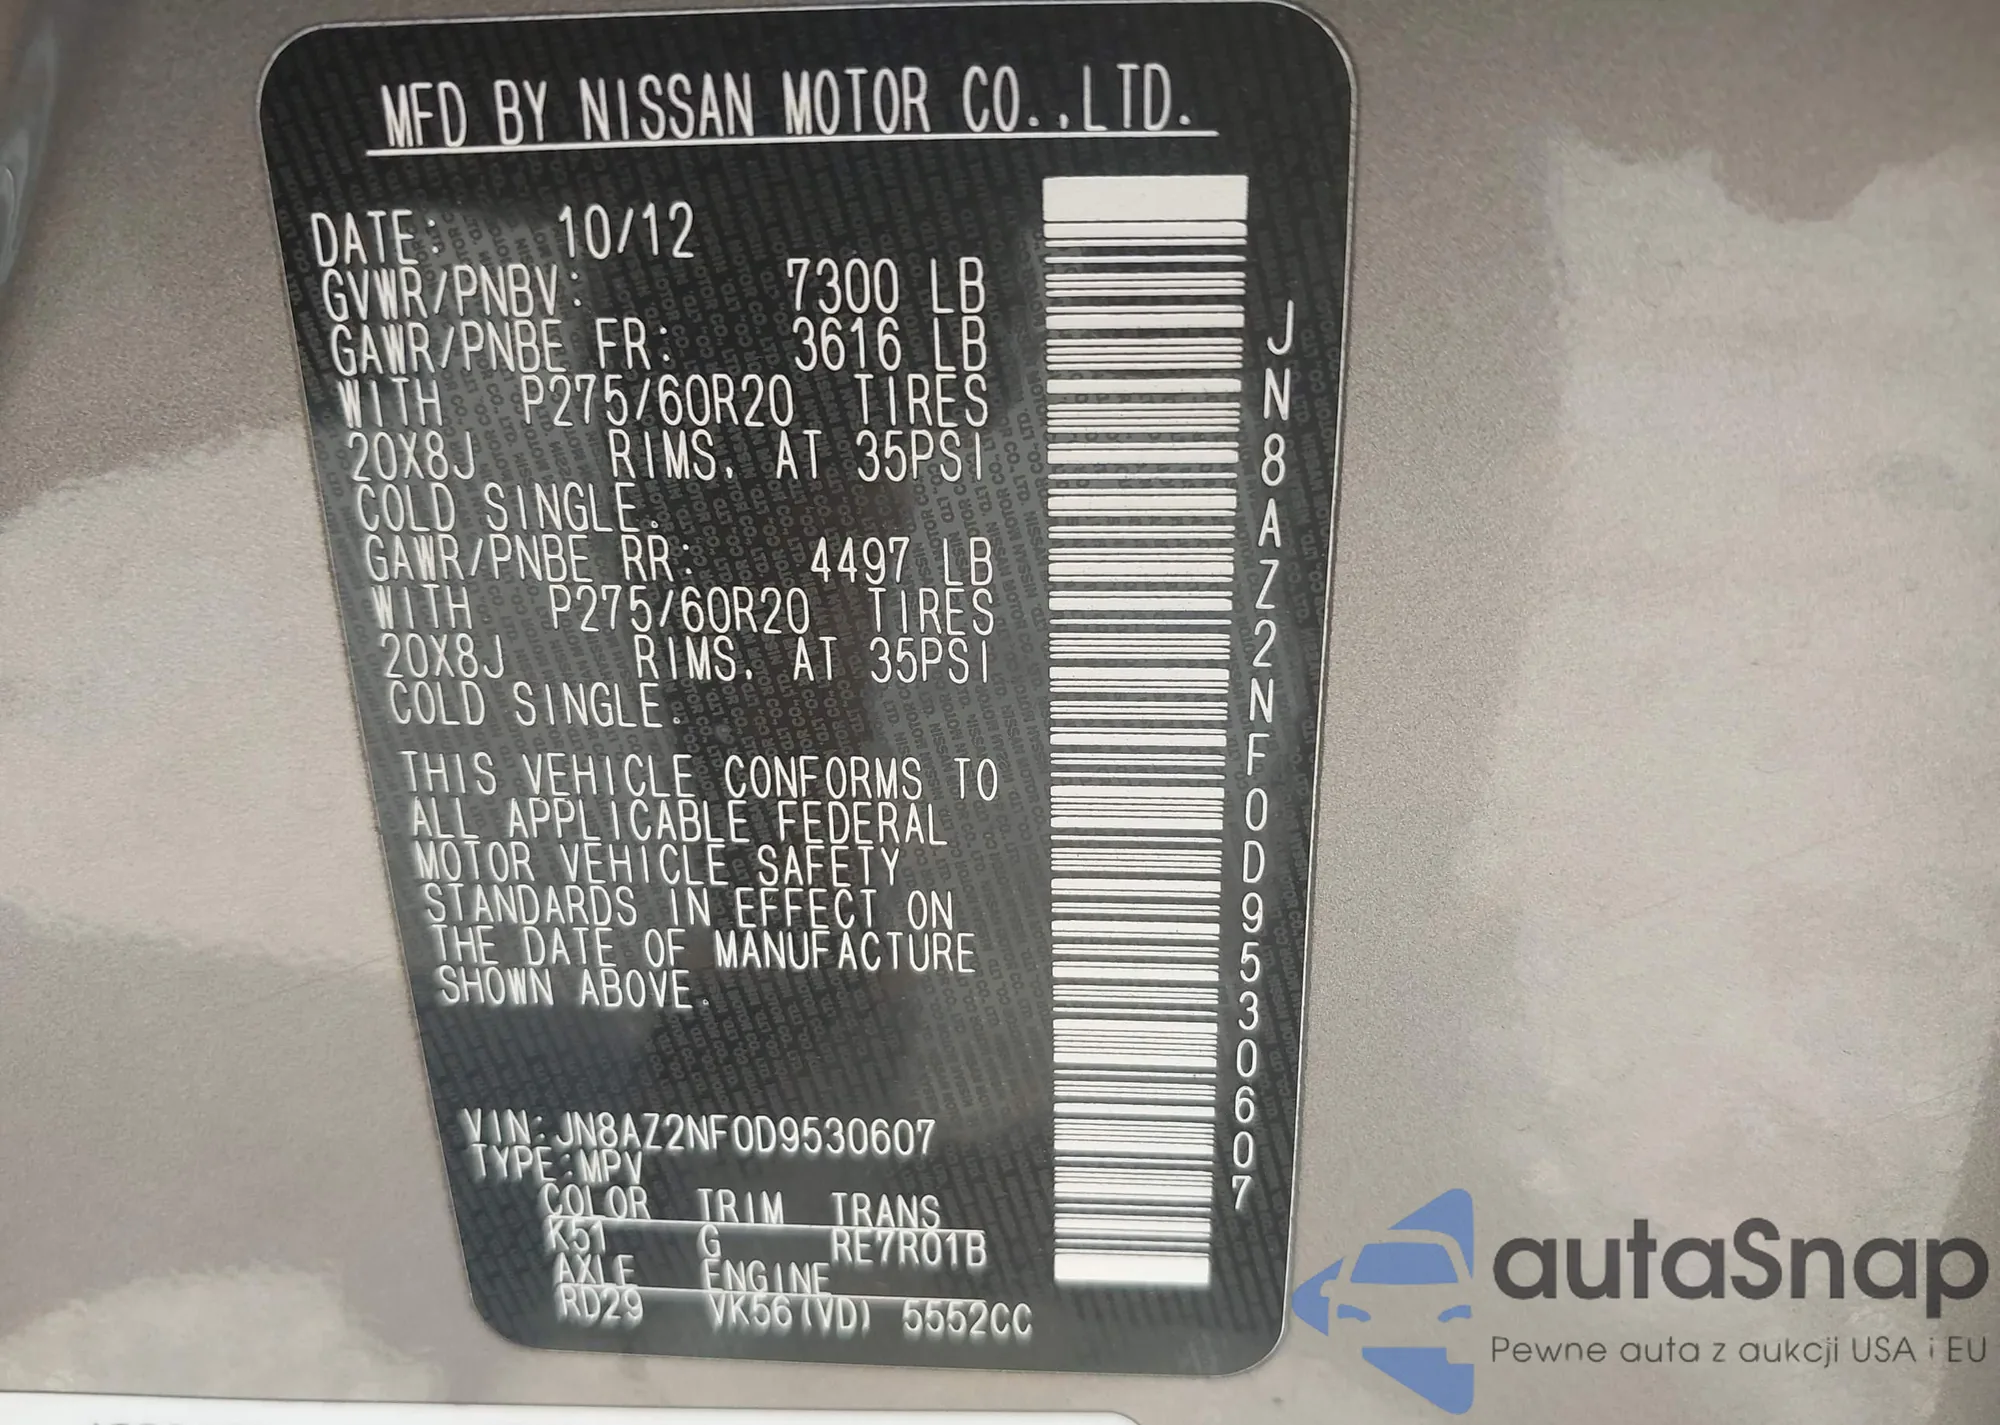 MFD BY NISSAN MOTOR CO.,LTD.
DATE: 10/12
GVWR/PNBV: 7300 LB
GAWR/PNBE FR: 3616 LB
WITH P275/60R20 TIRES
20X8J RIMS, AT 35PSI
COLD SINGLE.
GAWR/PNBE RR: 4497 LB
WITH P275/60R20 TIRES
20X8J RIMS, AT 35PSI
COLD SINGLE.
THIS VEHICLE CONFORMS TO
ALL APPLICABLE FEDERAL
MOTOR VEHICLE SAFETY
STANDARDS IN EFFECT ON
THE DATE OF MANUFACTURE
SHOWN ABOVE.
VIN:JN8AZ2NF0D9530607
TYPE:MPV
COLOR TRIM TRANS
K51 G RE7R01B
AXLE ENGINE
RD29 VK56(VD) 5552CC
JN8AZ2NF0D9530607
autaSnap
Pewne auta z aukcji USA i EU